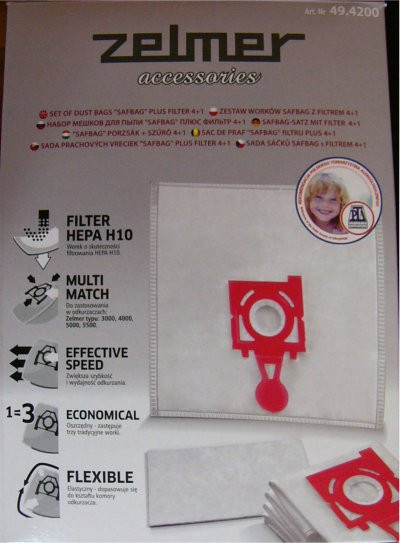 Art. Nr 49.4200
zelmer
accessories
SET OF DUST BAGS "SAFBAG" PLUS FILTER 4+1 ZESTAW WORKÓW SAFBAG Z FILTREM 4+1
НАБОР МЕШКОВ ДЛЯ ПЫЛИ "SAFBAG" ПЛЮС ФИЛЬТР 4+1 SAFBAG-SATZ MIT FILTER 4+1
"SAFBAG" PORZSÁK + SZŰRŐ 4+1 SAC DE PRAF "SAFBAG" FILTRU PLUS 4+1
SADA PRACHOVÝCH VRECIEK "SAFBAG" PLUS FILTER 4+1 SADA SÁČKŮ SAFBAG s FILTREM 4+1
FILTER
HEPA H10
Worek o skuteczności
filtrowania HEPA H10.
MULTI
MATCH
Do zastosowania
w odkurzaczach:
Zelmer typu: 3000, 4000,
5000, 5500.
EFFECTIVE
SPEED
Zwiększa szybkość
i wydajność odkurzania.
1=3
ECONOMICAL
Oszczędny - zastępuje
trzy tradycyjne worki.
FLEXIBLE
Elastyczny - dopasowuje się
do kształtu komory
odkurzacza.